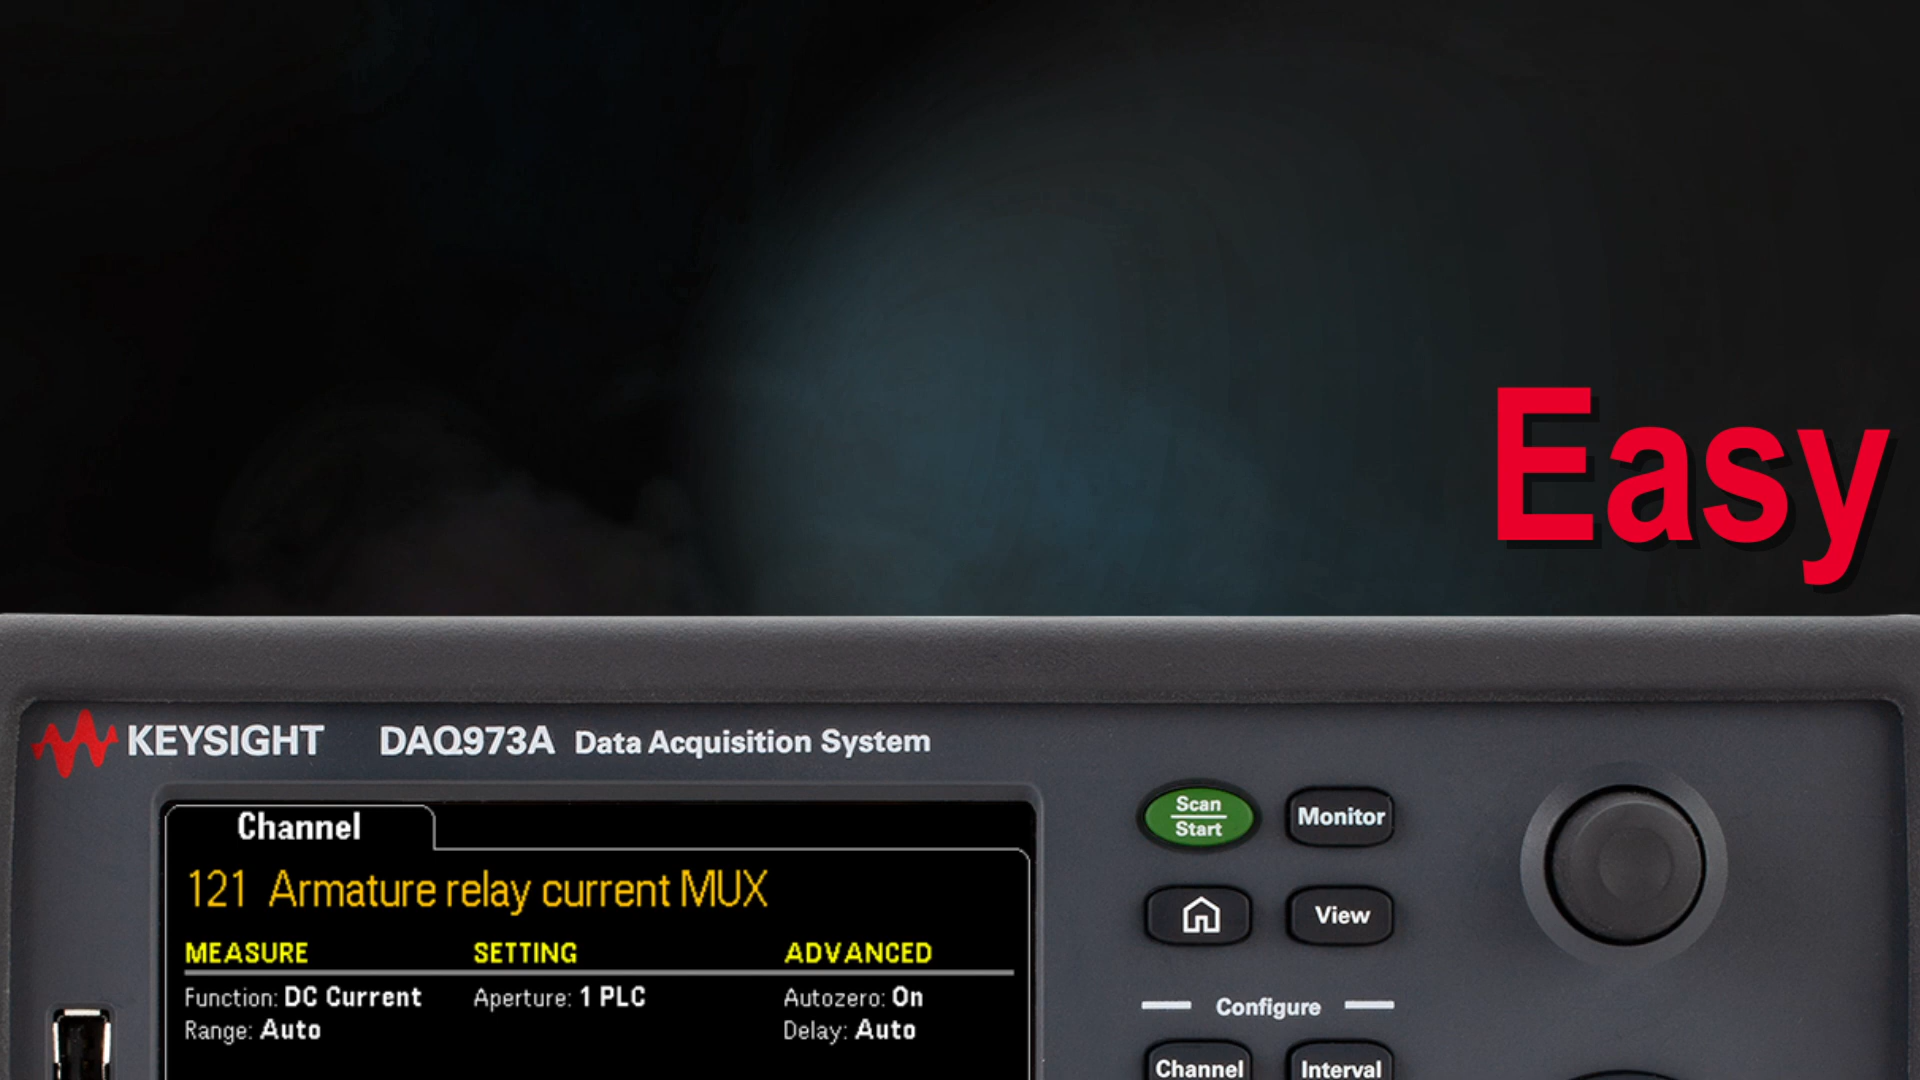 Easy
KEYSIGHT DAQ973A Data Acquisition System
Channel
121 Armature relay current MUX
MEASURE SETTING ADVANCED
Function: DC Current Aperture: 1 PLC Autozero: On
Range: Auto Delay: Auto
Scan
Start
Monitor
View
Configure
Channel Interval